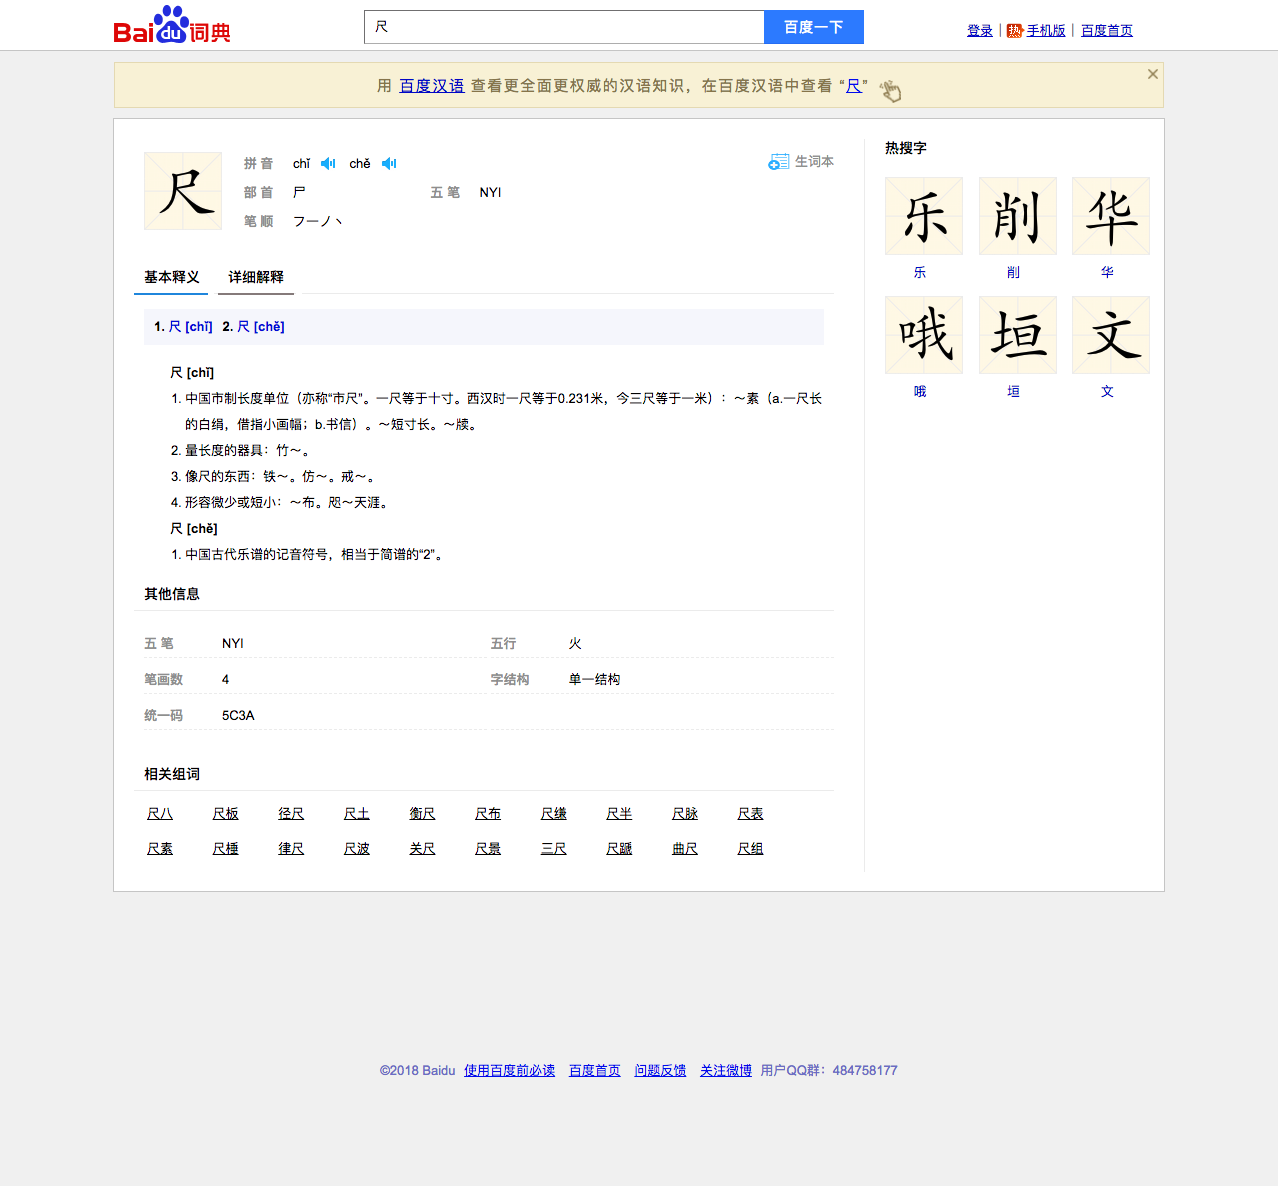 Bai du 词典
尺
百度一下
登录 | 热 手机版 | 百度首页
用 百度汉语 查看更全面更权威的汉语知识，在百度汉语中查看 “尺”
尺
拼 音 chǐ chě
生词本
部 首 尸 五 笔 NYI
笔 顺 フ一ノ丶
基本释义 详细解释
1. 尺 [chǐ] 2. 尺 [chě]
尺 [chǐ]
1. 中国市制长度单位（亦称“市尺”。一尺等于十寸。西汉时一尺等于0.231米，今三尺等于一米）：～素（a.一尺长
的白绢，借指小画幅；b.书信）。～短寸长。～牍。
2. 量长度的器具：竹～。
3. 像尺的东西：铁～。仿～。戒～。
4. 形容微少或短小：～布。咫～天涯。
尺 [chě]
1. 中国古代乐谱的记音符号，相当于简谱的“2”。
其他信息
五 笔 NYI 五行 火
笔画数 4 字结构 单一结构
统一码 5C3A
相关组词
尺八 尺板 径尺 尺土 衡尺 尺布 尺缣 尺半 尺脉 尺表
尺素 尺棰 律尺 尺波 关尺 尺景 三尺 尺蹏 曲尺 尺组
热搜字
乐 削 华
乐 削 华
哦 垣 文
哦 垣 文
©2018 Baidu 使用百度前必读 百度首页 问题反馈 关注微博 用户QQ群：484758177